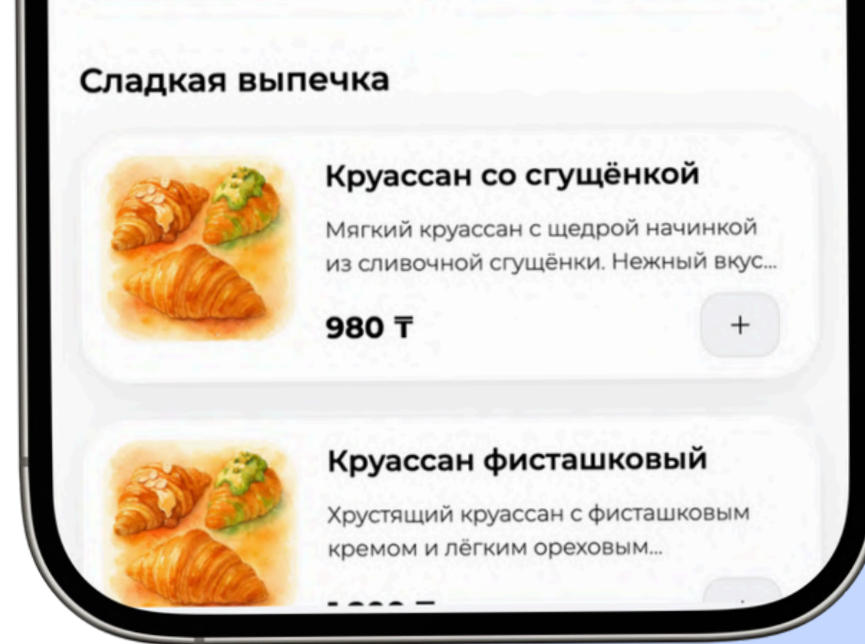 Сладкая выпечка
Круассан со сгущёнкой
Мягкий круассан с щедрой начинкой
из сливочной сгущёнки. Нежный вкус...
980 ₸
+
Круассан фисташковый
Хрустящий круассан с фисташковым
кремом и лёгким ореховым...